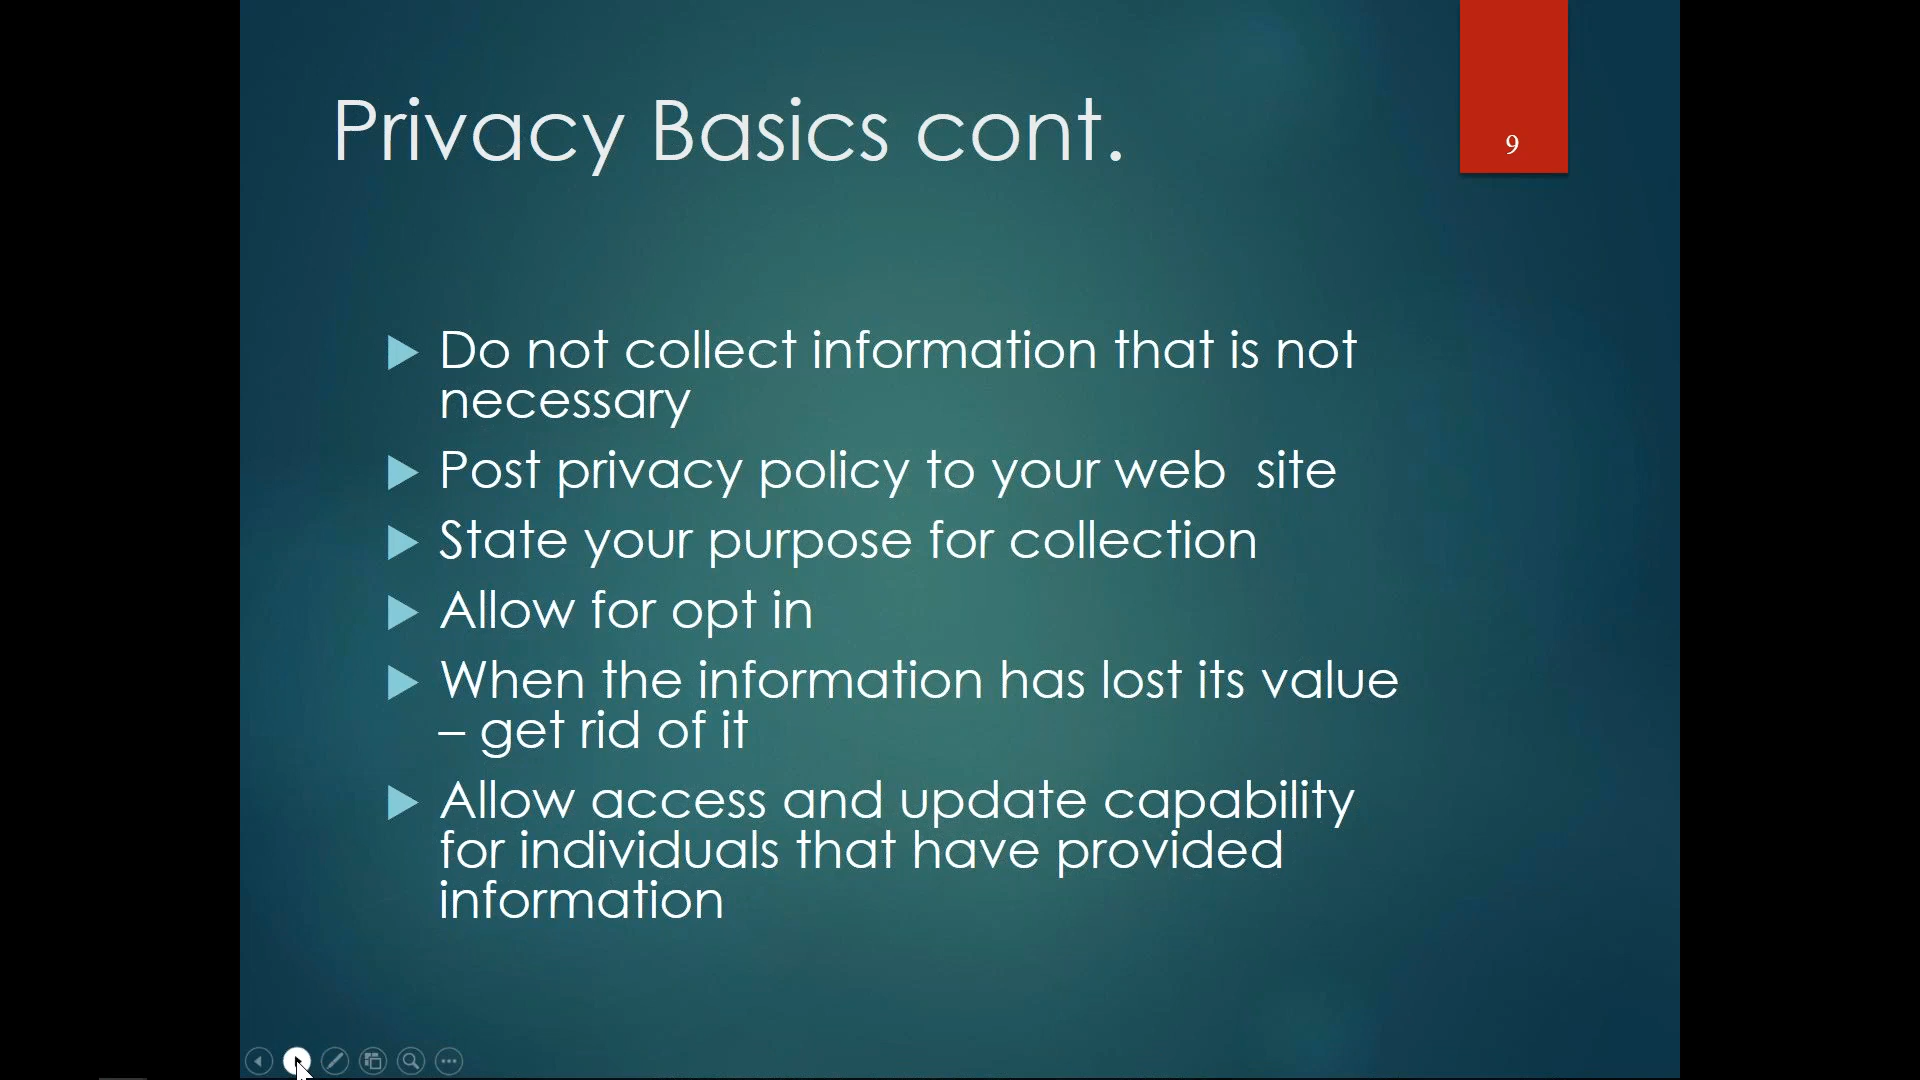 Privacy Basics cont.
9
Do not collect information that is not
necessary
Post privacy policy to your web  site
State your purpose for collection
Allow for opt in
When the information has lost its value
– get rid of it
Allow access and update capability
for individuals that have provided
information